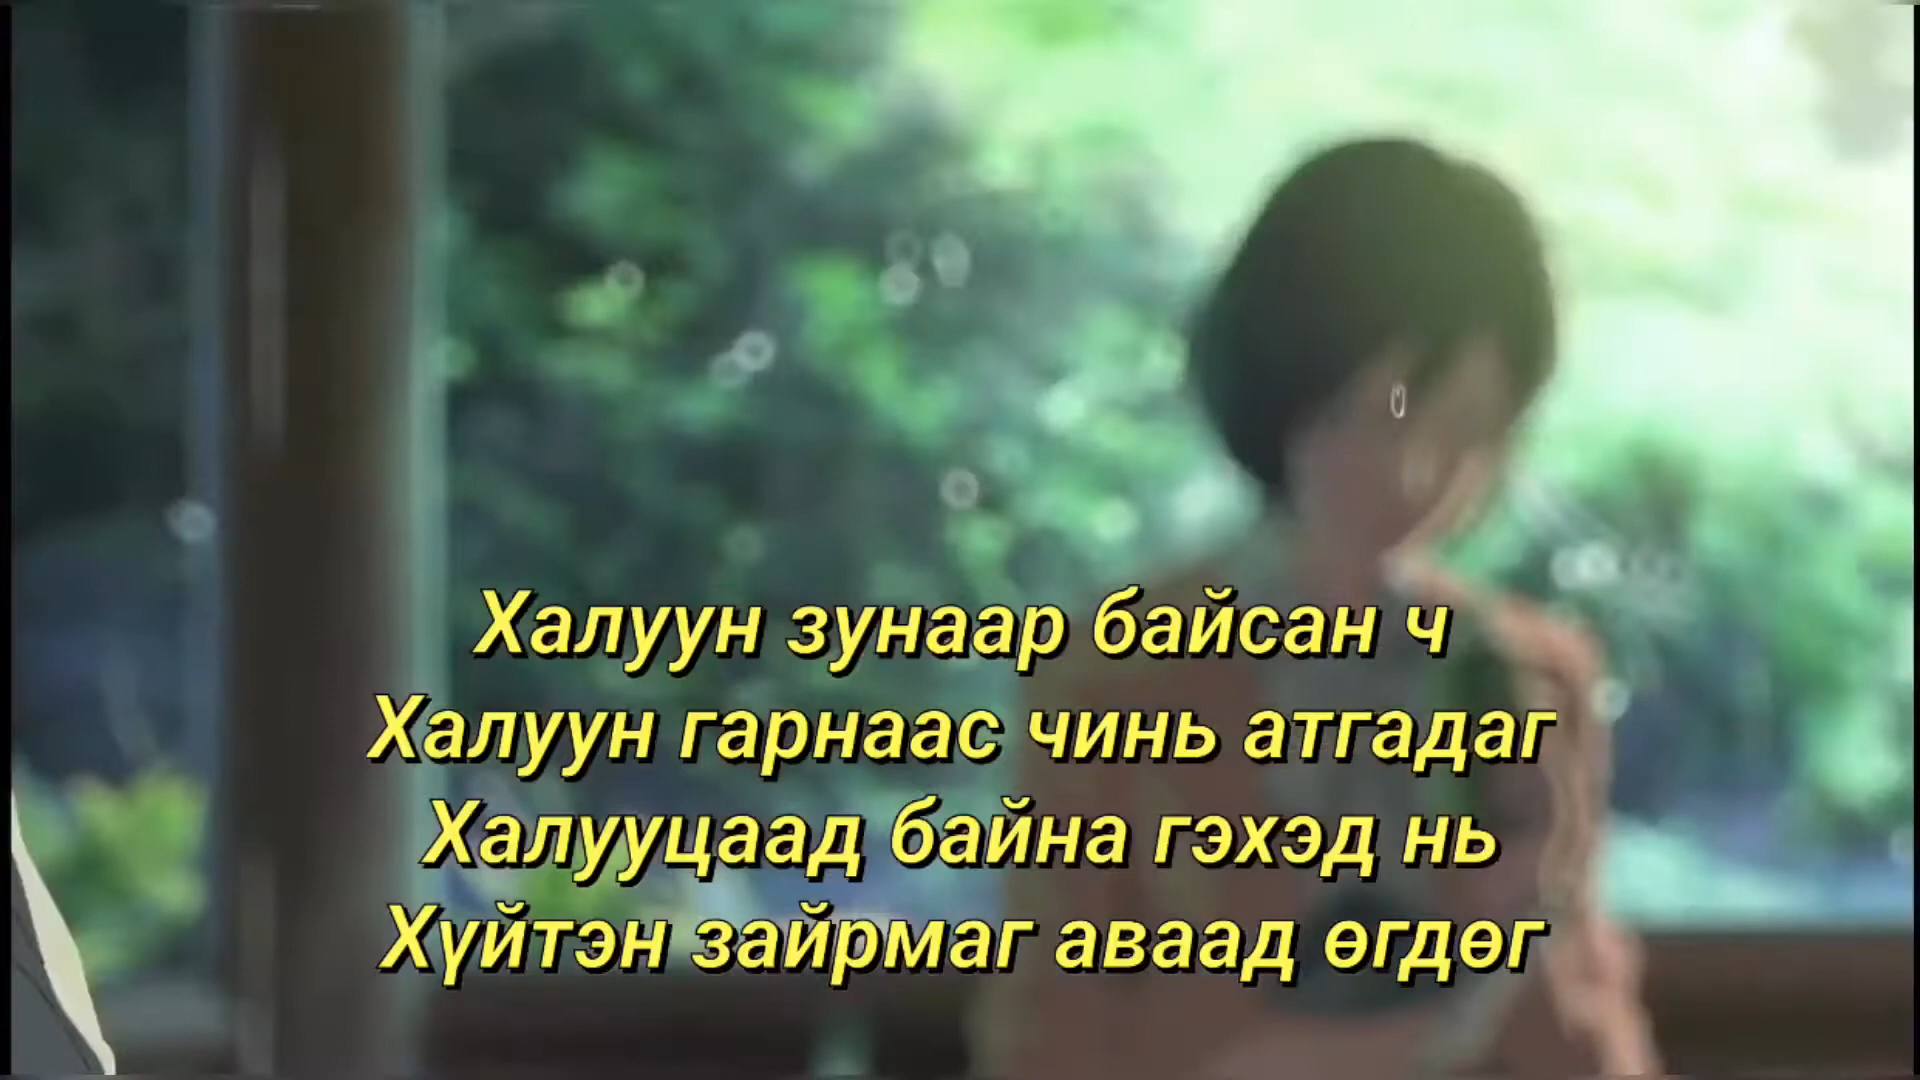 Халуун зунаар байсан ч
Халуун гарнаас чинь атгадаг
Халууцаад байна гэхэд нь
Хүйтэн зайрмаг аваад өгдөг